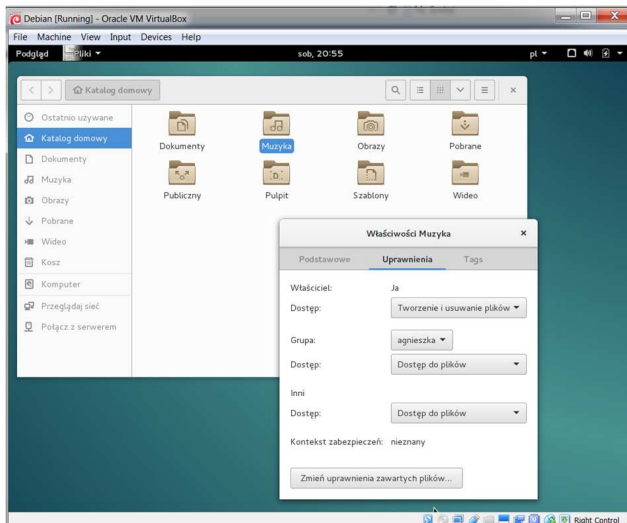 Debian [Running] - Oracle VM VirtualBox
File Machine View Input Devices Help
Podgląd Pliki sob, 20:55 pl
Katalog domowy
Ostatnio używane
Katalog domowy
Dokumenty
Muzyka
Obrazy
Pobrane
Wideo
Kosz
Komputer
Przeglądaj sieć
Połącz z serwerem
Dokumenty Muzyka Obrazy Pobrane
Publiczny Pulpit Szablony Wideo
Właściwości Muzyka
Podstawowe Uprawnienia Tags
Właściciel: Ja
Dostęp: Tworzenie i usuwanie plików
Grupa: agnieszka
Dostęp: Dostęp do plików
Inni
Dostęp: Dostęp do plików
Kontekst zabezpieczeń: nieznany
Zmień uprawnienia zawartych plików...
Right Control